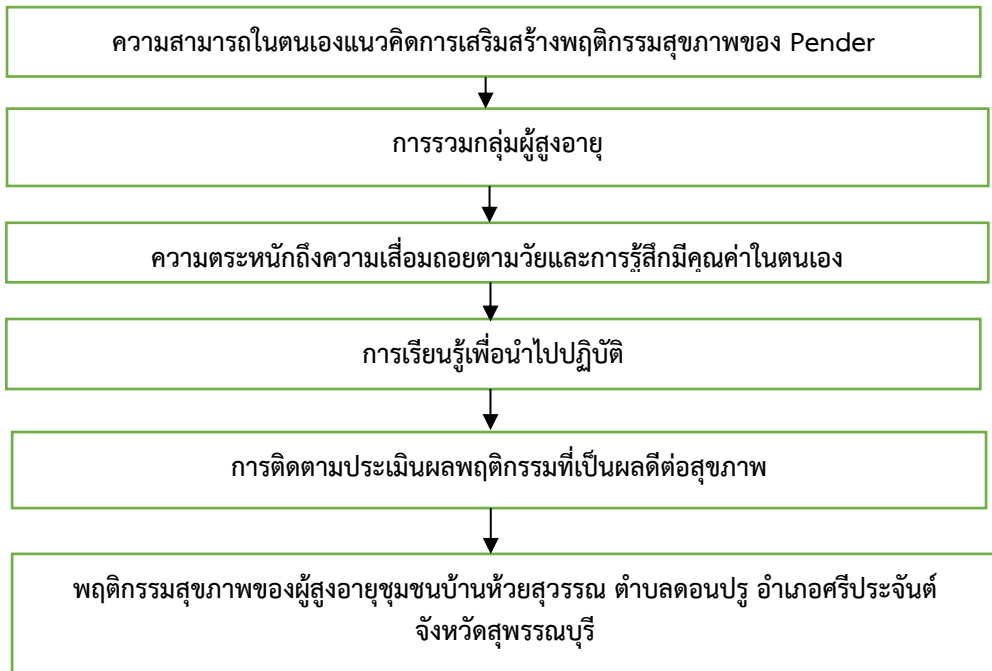 ความสามารถในตนเองแนวคิดการเสริมสร้างพฤติกรรมสุขภาพของ Pender
การรวมกลุ่มผู้สูงอายุ
ความตระหนักถึงความเสื่อมถอยตามวัยและการรู้สึกมีคุณค่าในตนเอง
การเรียนรู้เพื่อนำไปปฏิบัติ
การติดตามประเมินผลพฤติกรรมที่เป็นผลดีต่อสุขภาพ
พฤติกรรมสุขภาพของผู้สูงอายุชุมชนบ้านห้วยสุวรรณ ตำบลดอนปรู อำเภอศรีประจันต์
จังหวัดสุพรรณบุรี